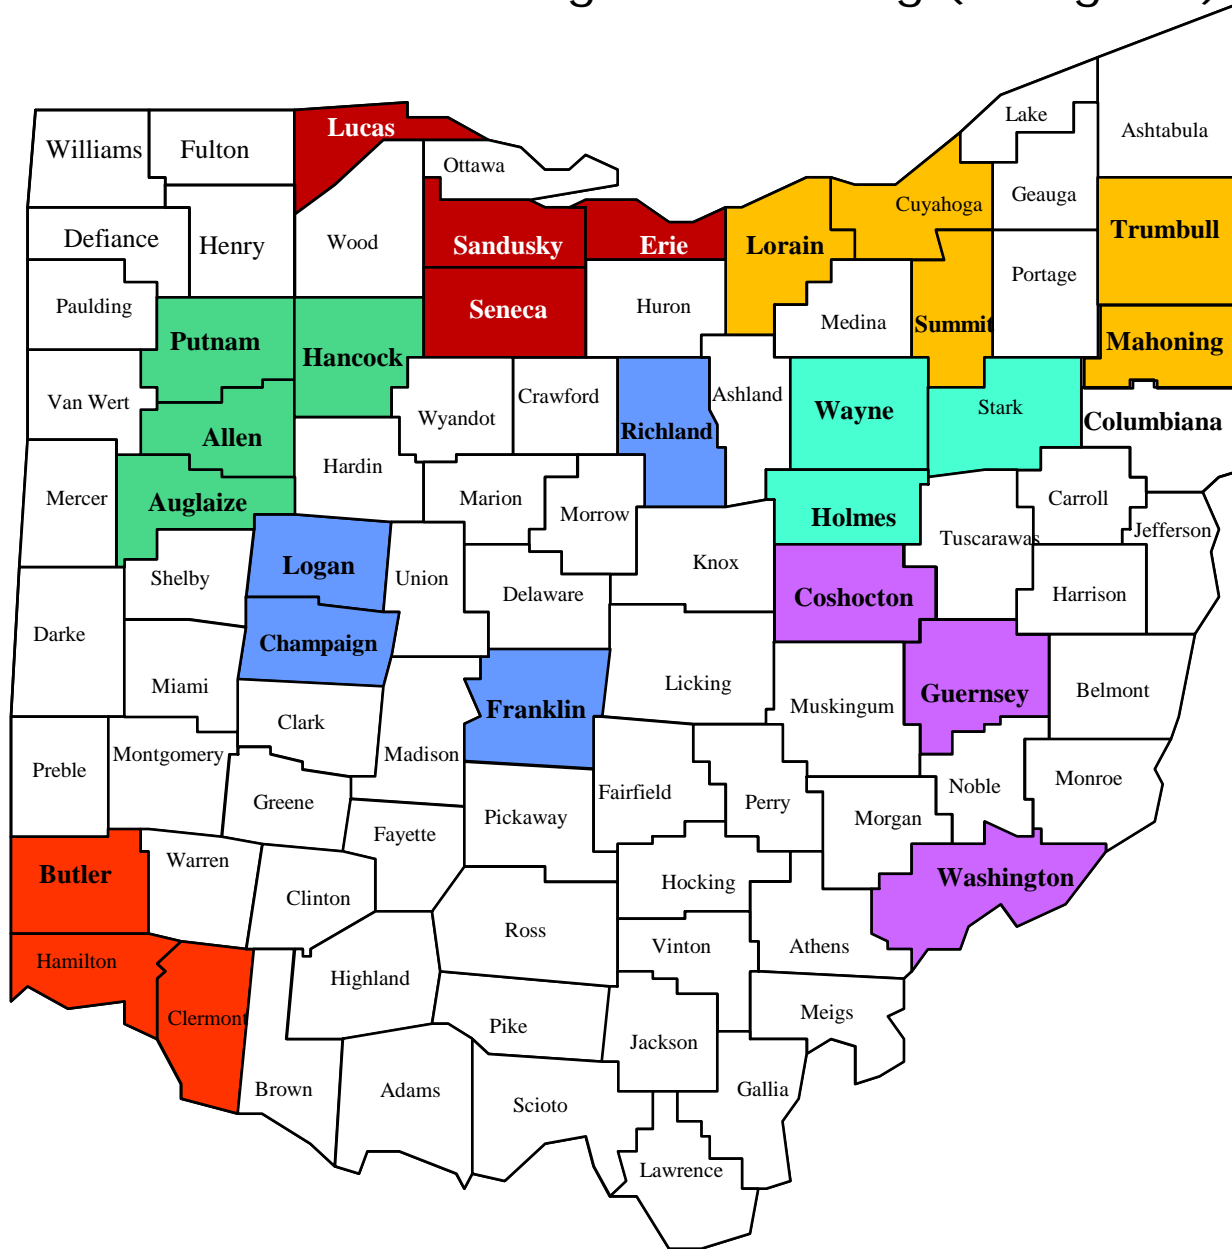 Lake
Ashtabula
Lucas
Williams
Fulton
Ottawa
Geauga
Cuyahoga
Trumbull
Defiance
Henry
Wood
Sandusky
Erie
Lorain
Portage
Paulding
Seneca
Huron
Medina
Summit
Putnam
Hancock
Mahoning
Van Wert
Wyandot
Crawford
Ashland
Richland
Wayne
Stark
Columbiana
Allen
Hardin
Mercer
Auglaize
Marion
Morrow
Holmes
Carroll
Tuscarawas
Jefferson
Shelby
Logan
Union
Delaware
Knox
Coshocton
Harrison
Darke
Champaign
Miami
Clark
Franklin
Licking
Muskingum
Guernsey
Belmont
Preble
Montgomery
Madison
Greene
Fairfield
Perry
Noble
Monroe
Fayette
Pickaway
Morgan
Butler
Warren
Clinton
Hocking
Washington
Ross
Vinton
Athens
Hamilton
Highland
Clermont
Pike
Jackson
Meigs
Brown
Adams
Scioto
Gallia
Lawrence